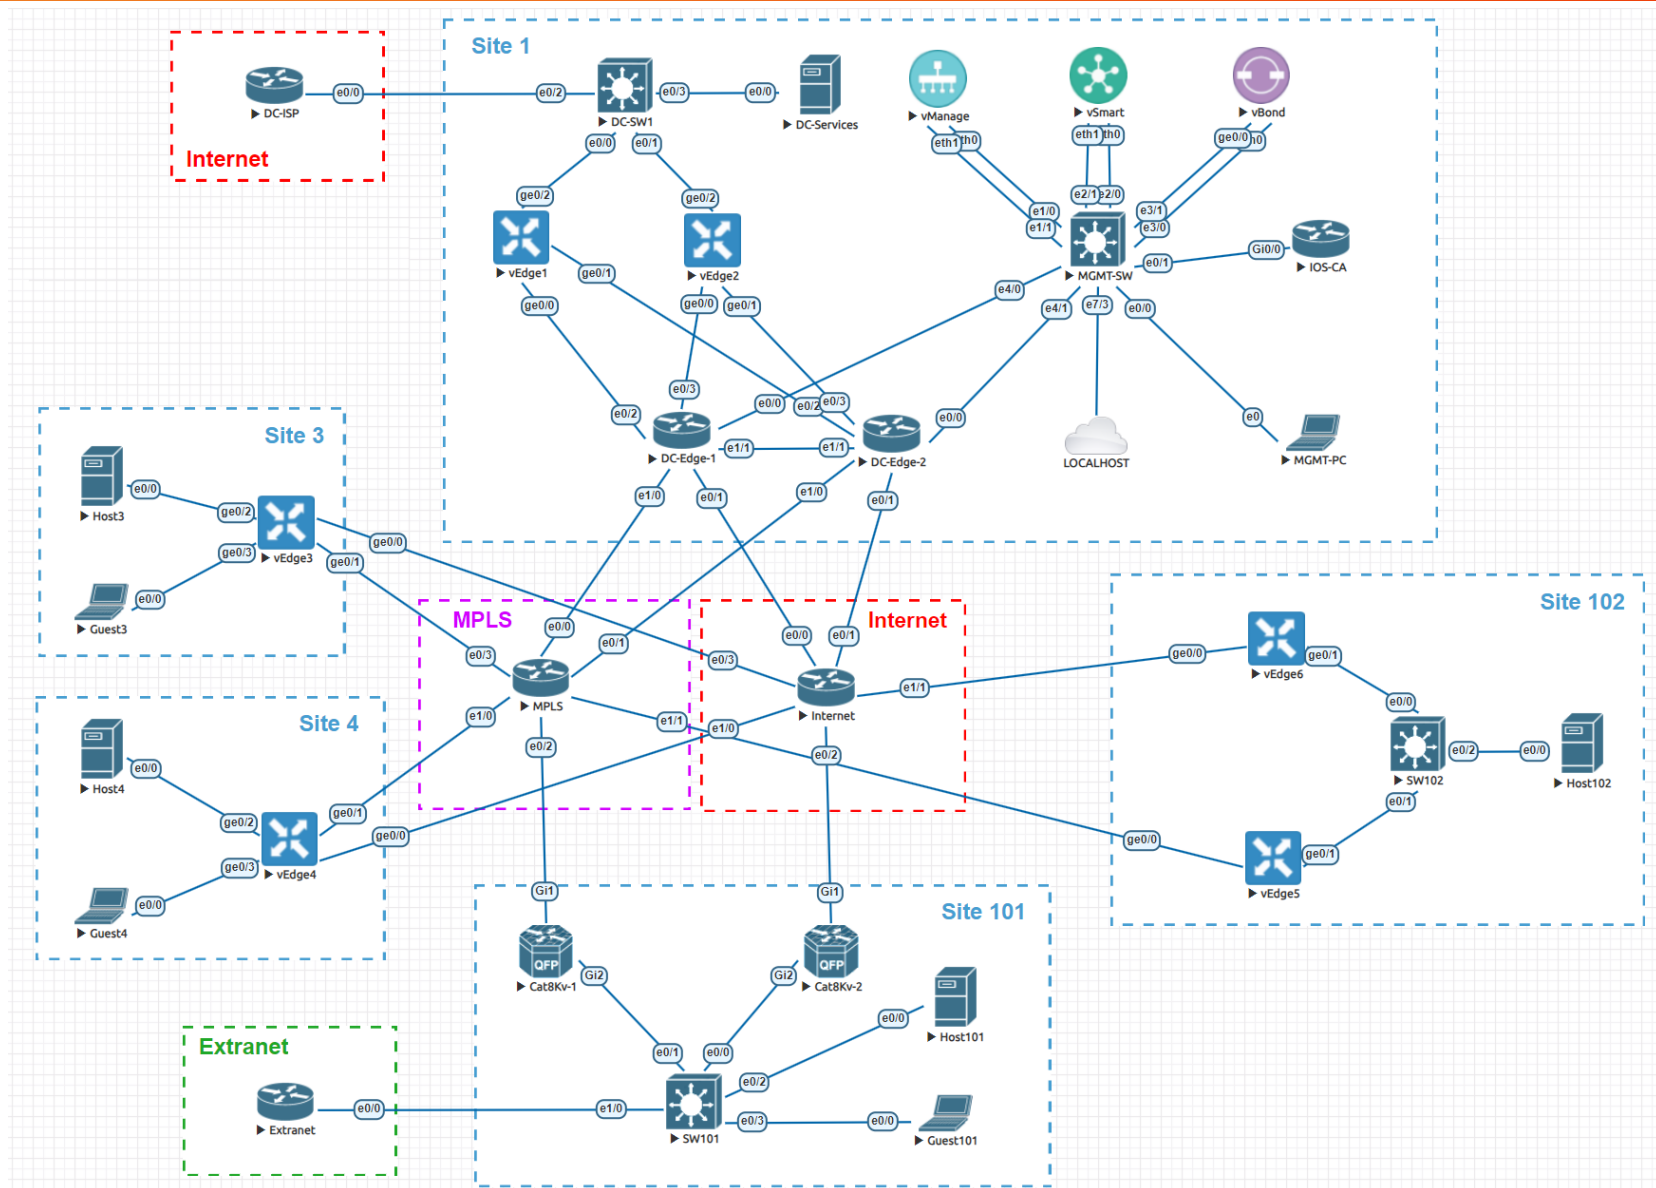 Site 1
e0/0
e0/2
e0/3
e0/0
DC-ISP
DC-SW1
DC-Services
vManage
vSmart
vBond
Internet
e0/0
e0/1
eth1
th0
eth1
th0
ge0/0
h0
ge0/2
ge0/2
e1/0
e1/1
e2/1
e2/0
e3/1
e3/0
vEdge1
vEdge2
MGMT-SW
e0/1
Gi0/0
IOS-CA
ge0/1
ge0/0
ge0/0
ge0/1
e4/0
e4/1
e7/3
e0/0
e0/3
e0/2
e0/0
e0/2
e0/3
e0/0
e0
DC-Edge-1
e1/1
e1/1
DC-Edge-2
LOCALHOST
MGMT-PC
e1/0
e0/1
e1/0
e0/1
Site 3
e0/0
ge0/2
Host3
ge0/3
vEdge3
ge0/0
ge0/1
e0/0
Guest3
MPLS
Internet
e0/0
e0/1
e0/0
e0/1
e0/3
e0/3
MPLS
Internet
e1/0
e0/2
e1/1
e1/0
e0/2
e1/1
Site 102
ge0/0
vEdge6
ge0/1
e0/0
SW102
e0/2
e0/0
Host102
e0/1
ge0/0
ge0/1
vEdge5
Site 4
e0/0
Host4
ge0/2
ge0/1
ge0/0
ge0/3
vEdge4
e0/0
Guest4
Site 101
Gi1
Gi1
QFP
QFP
Cat8Kv-1
Gi2
Gi2
Cat8Kv-2
e0/0
Host101
e0/1
e0/0
e0/2
e1/0
SW101
e0/3
e0/0
Guest101
Extranet
e0/0
Extranet